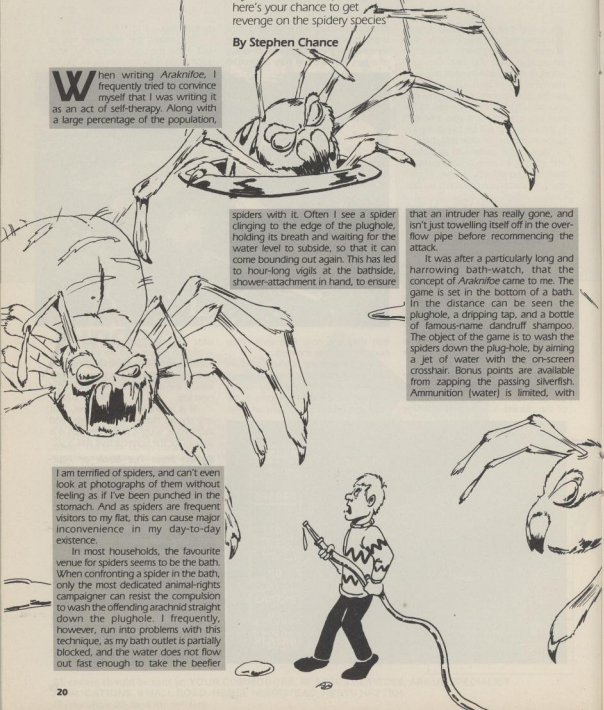 here's your chance to get
revenge on the spidery species
By Stephen Chance
When writing Araknifoe, I
frequently tried to convince
myself that I was writing it
as an act of self-therapy. Along with
a large percentage of the population,
I am terrified of spiders, and can't even
look at photographs of them without
feeling as if I've been punched in the
stomach. And as spiders are frequent
visitors to my flat, this can cause major
inconvenience in my day-to-day
existence.
In most households, the favourite
venue for spiders seems to be the bath.
When confronting a spider in the bath,
only the most dedicated animal-rights
campaigner can resist the compulsion
to wash the offending arachnid straight
down the plughole. I frequently,
however, run into problems with this
technique, as my bath outlet is partially
blocked, and the water does not flow
out fast enough to take the beefier
spiders with it. Often I see a spider
clinging to the edge of the plughole,
holding its breath and waiting for the
water level to subside, so that it can
come bounding out again. This has led
to hour-long vigils at the bathside,
shower-attachment in hand, to ensure
that an intruder has really gone, and
isn't just towelling itself off in the over-
flow pipe before recommencing the
attack.
It was after a particularly long and
harrowing bath-watch, that the
concept of Araknifoe came to me. The
game is set in the bottom of a bath.
In the distance can be seen the
plughole, a dripping tap, and a bottle
of famous-name dandruff shampoo.
The object of the game is to wash the
spiders down the plug-hole, by aiming
a jet of water with the on-screen
crosshair. Bonus points are available
from zapping the passing silverfish.
Ammunition (water) is limited, with
20